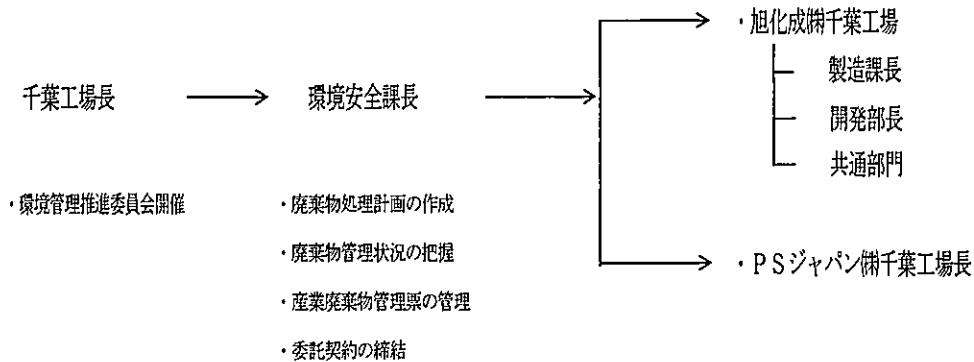 ・旭化成㈱千葉工場
製造課長
開発部長
共通部門
千葉工場長
環境安全課長
・環境管理推進委員会開催
・廃棄物処理計画の作成
・廃棄物管理状況の把握
・産業廃棄物管理票の管理
・委託契約の締結
・ＰＳジャパン㈱千葉工場長